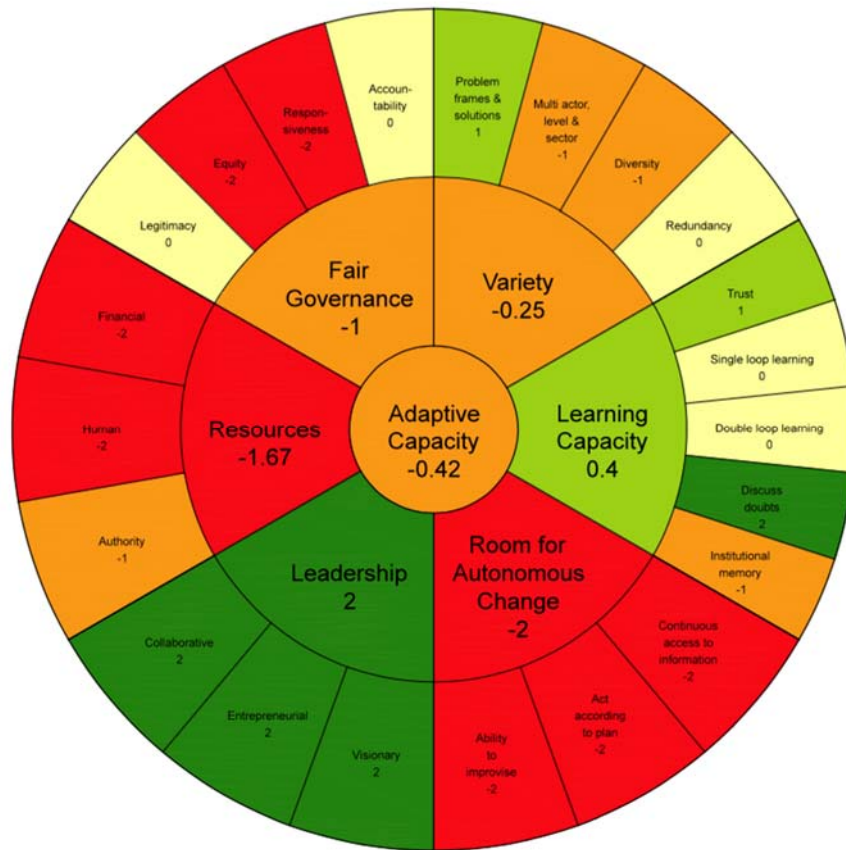 Problem
frames &
solutions
1
Multi actor,
level &
sector
-1
Diversity
-1
Redundancy
0
Trust
1
Single loop learning
0
Double loop learning
0
Discuss
doubts
2
Institutional
memory
-1
Continuous
access to
information
-2
Act
according
to plan
-2
Ability
to
improvise
-2
Visionary
2
Entrepreneurial
2
Collaborative
2
Authority
-1
Human
-2
Financial
-2
Legitimacy
0
Equity
-2
Respon-
siveness
-2
Accoun-
tability
0
Fair
Governance
-1
Variety
-0.25
Learning
Capacity
0.4
Room for
Autonomous
Change
-2
Leadership
2
Resources
-1.67
Adaptive
Capacity
-0.42